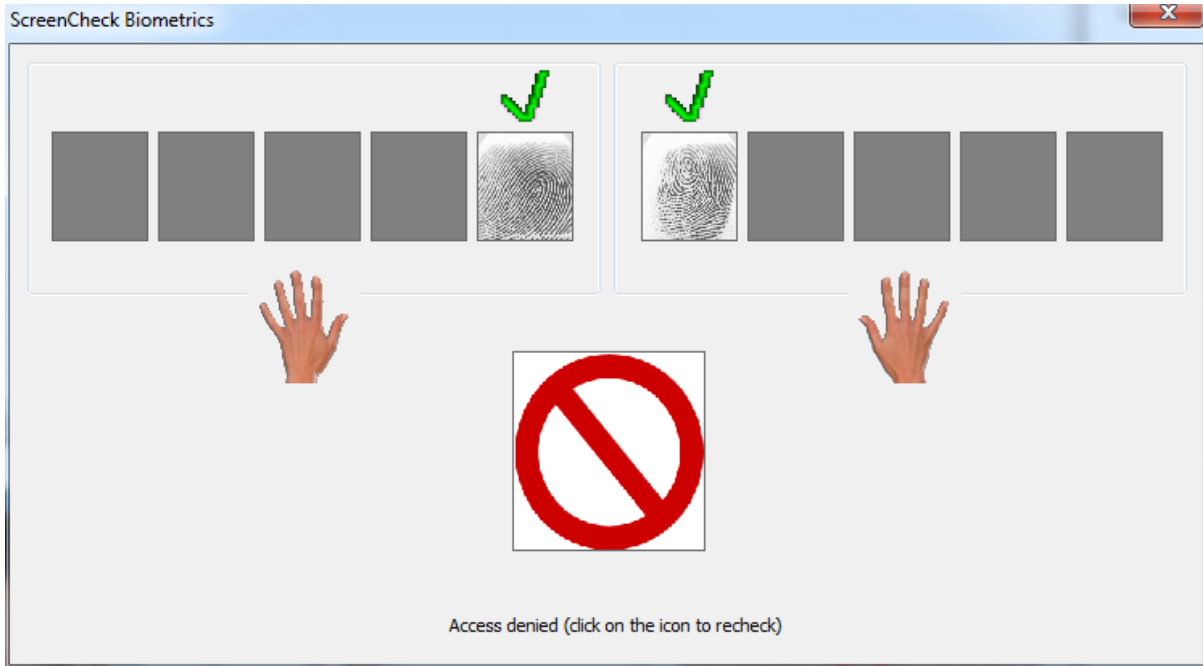 ScreenCheck Biometrics
Access denied (click on the icon to recheck)